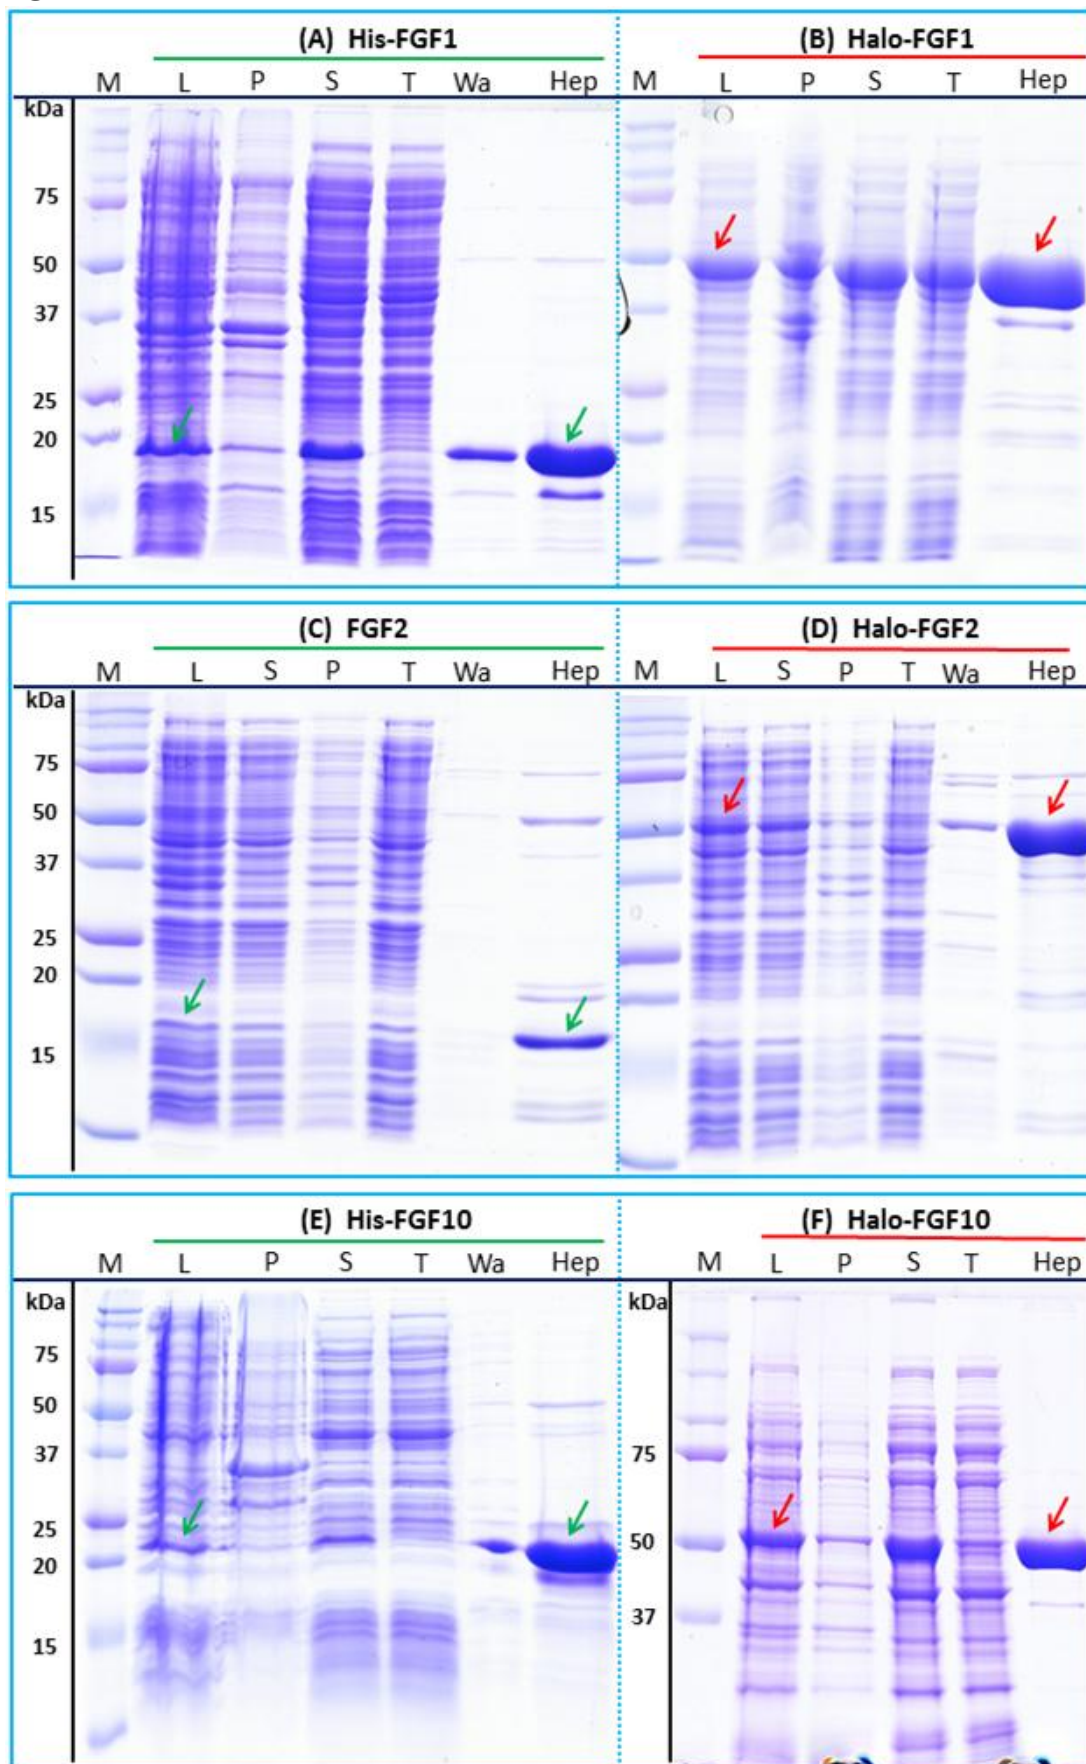 (A) His-FGF1
(B) Halo-FGF1
M L P S T Wa Hep
M L P S T Hep
kDa
75
50
37
25
20
15
(C) FGF2
(D) Halo-FGF2
M L S P T Wa Hep
M L S P T Wa Hep
kDa
75
50
37
25
20
15
(E) His-FGF10
(F) Halo-FGF10
M L P S T Wa Hep
M L P S T Hep
kDa
75
50
37
25
20
15
kDa
75
50
37